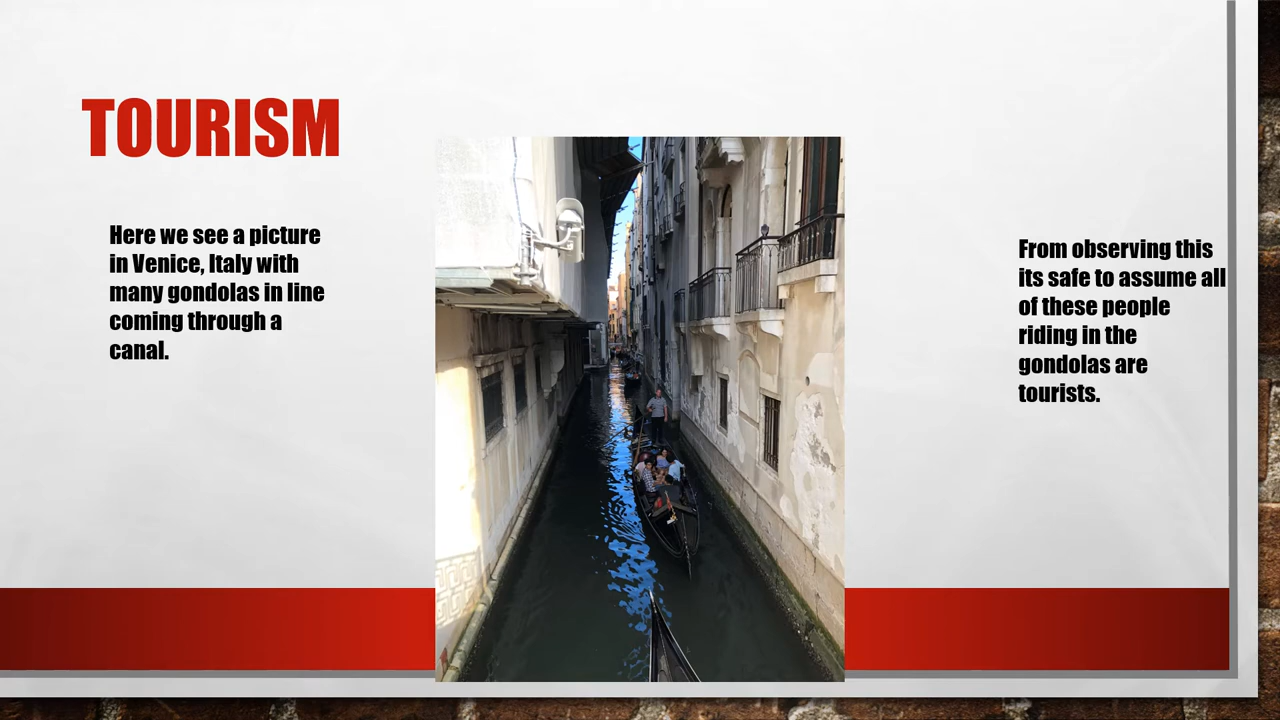 TOURISM
Here we see a picture
in Venice, Italy with
many gondolas in line
coming through a
canal.
From observing this
its safe to assume all
of these people
riding in the
gondolas are
tourists.